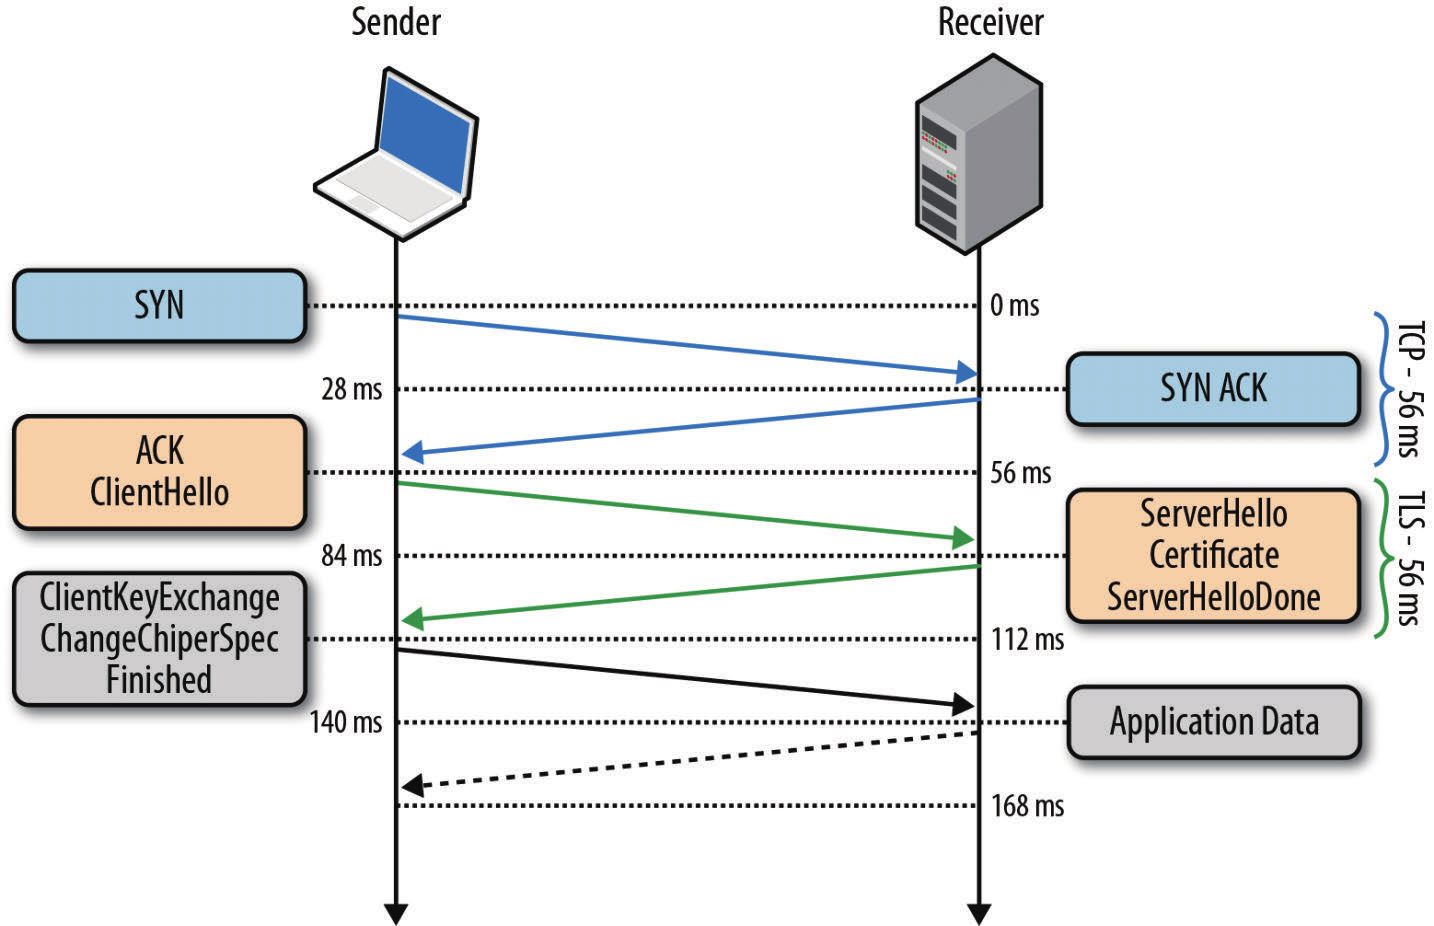 Sender
Receiver
SYN
0 ms
28 ms
SYN ACK
TCP - 56 ms
ACK
ClientHello
56 ms
84 ms
ServerHello
Certificate
ServerHelloDone
TLS - 56 ms
ClientKeyExchange
ChangeChiperSpec
Finished
112 ms
140 ms
Application Data
168 ms